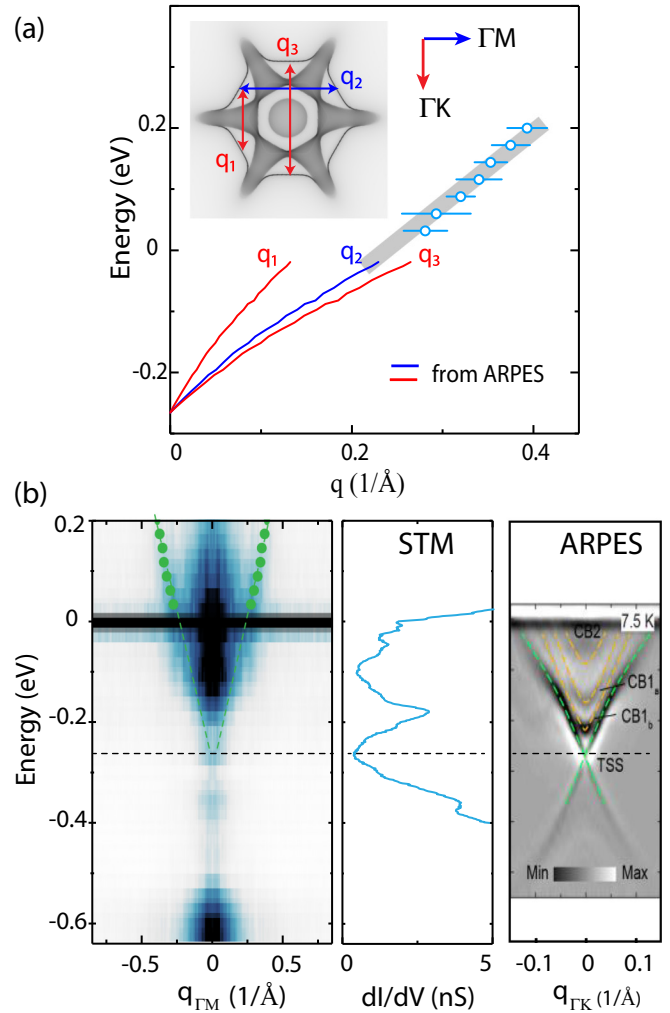 (a)
q3
q2
q1
ΓM
ΓK
0.2
0
-0.2
Energy (eV)
q1
q2
q3
from ARPES
0
0.2
0.4
q (1/Å)
(b)
STM
ARPES
0.2
0
-0.2
-0.4
-0.6
Energy (eV)
7.5 K
CB2
CB1a
CB1b
TSS
Min
Max
-0.5
0
0.5
0
5
-0.1
0
0.1
qΓM (1/Å)
dI/dV (nS)
qΓK (1/Å)